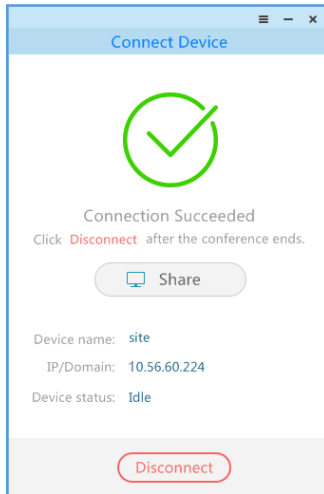 Connect Device
Connection Succeeded
Click Disconnect after the conference ends.
Share
Device name: site
IP/Domain: 10.56.60.224
Device status: Idle
Disconnect